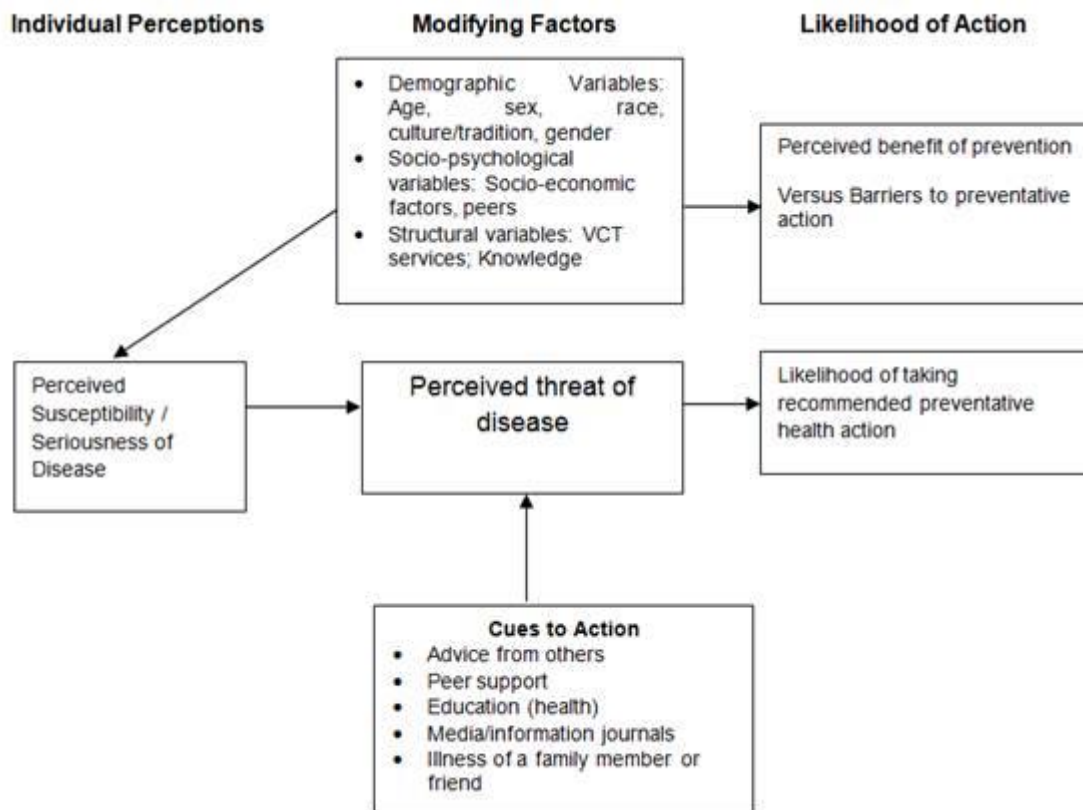 Individual Perceptions
Modifying Factors
Likelihood of Action
• Demographic Variables:
Age, sex, race,
culture/tradition, gender
• Socio-psychological
variables: Socio-economic
factors, peers
• Structural variables: VCT
services; Knowledge
Perceived benefit of prevention
Versus Barriers to preventative
action
Perceived
Susceptibility /
Seriousness of
Disease
Perceived threat of
disease
Likelihood of taking
recommended preventative
health action
Cues to Action
• Advice from others
• Peer support
• Education (health)
• Media/information journals
• Illness of a family member or
friend